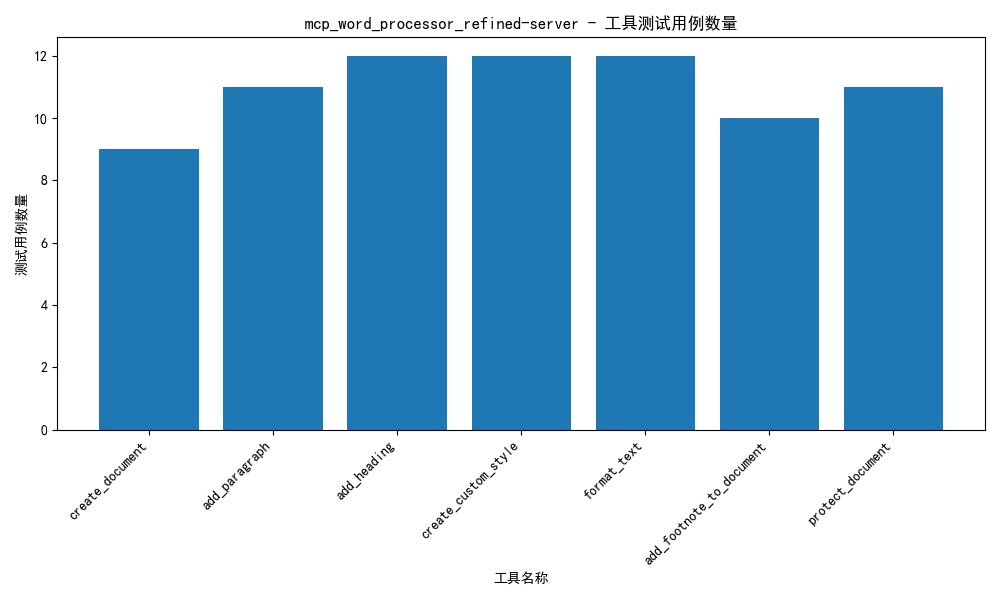 mcp_word_processor_refined-server - 工具测试用例数量
测试用例数量
12
10
8
6
4
2
0
create_document
add_paragraph
add_heading
create_custom_style
format_text
add_footnote_to_document
protect_document
工具名称